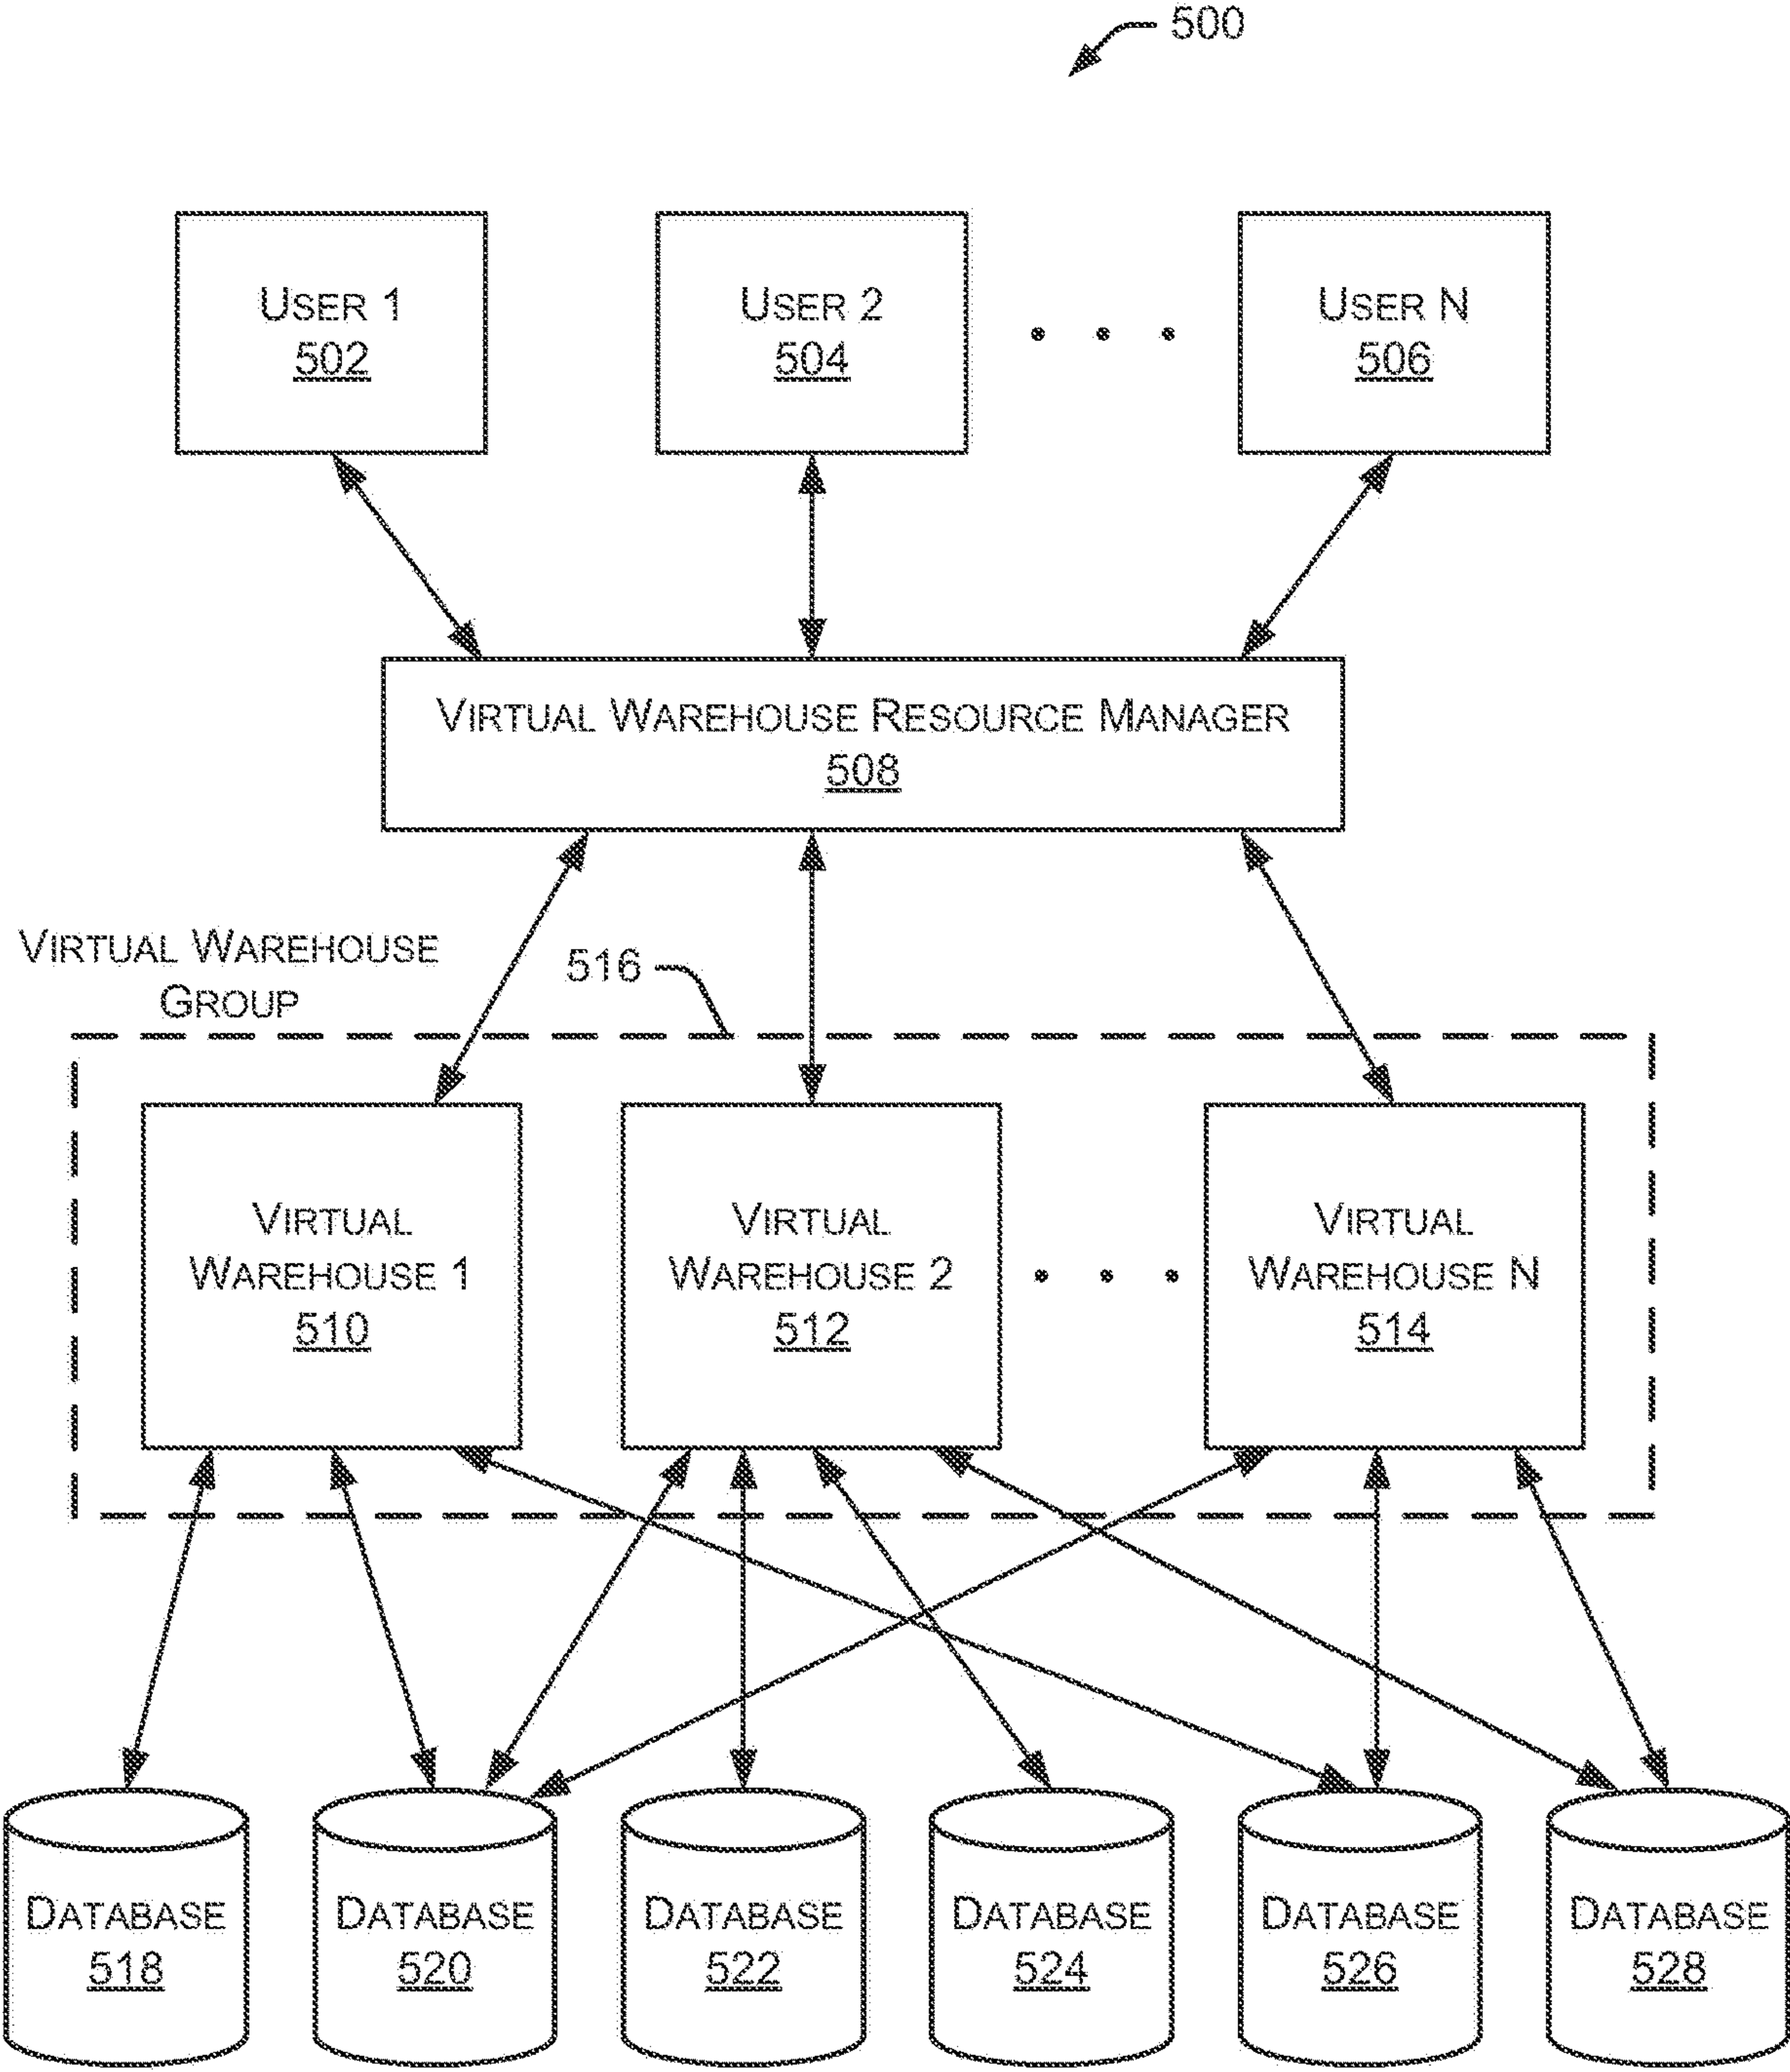 500
USER 1
502
USER 2
504
. . .
USER N
506
VIRTUAL WAREHOUSE RESOURCE MANAGER
508
VIRTUAL WAREHOUSE
GROUP
516
VIRTUAL
WAREHOUSE 1
510
VIRTUAL
WAREHOUSE 2
512
. . .
VIRTUAL
WAREHOUSE N
514
DATABASE
518
DATABASE
520
DATABASE
522
DATABASE
524
DATABASE
526
DATABASE
528